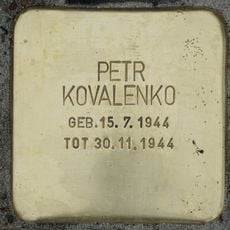 PETR
KOVALENKO
GEB.15.7.1944
TOT 30.11.1944